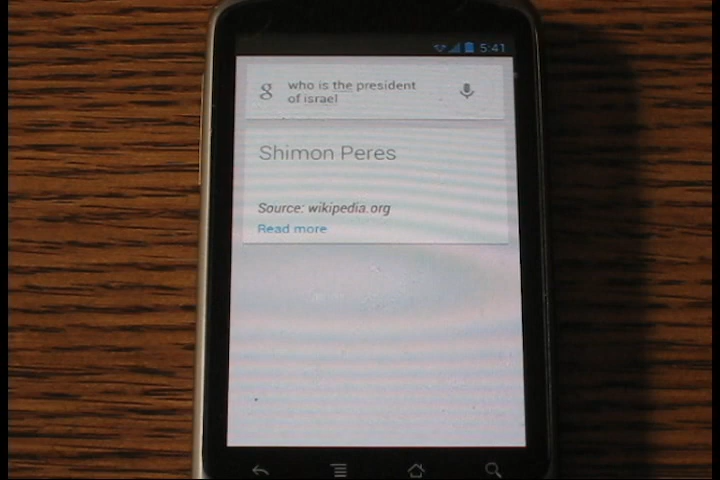 5:41
g who is the president
of israel
Shimon Peres
Source: wikipedia.org
Read more